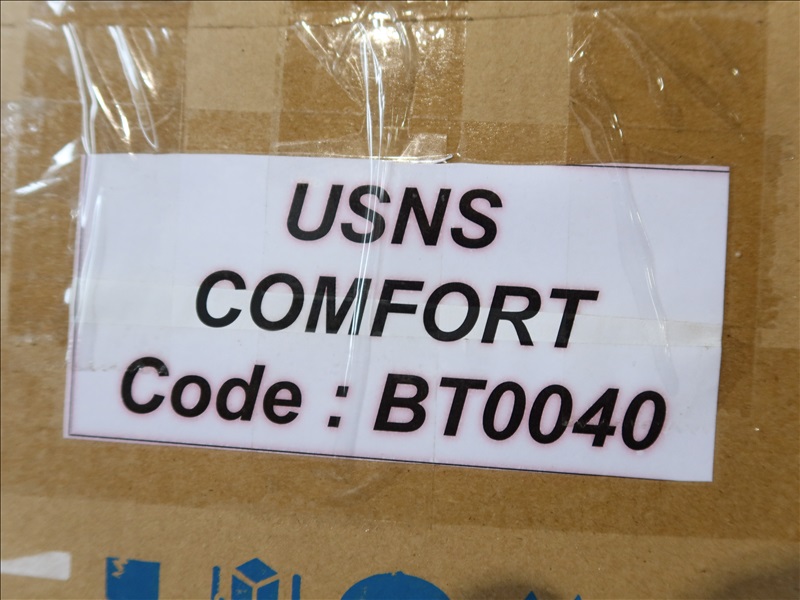 USNS
COMFORT
Code : BT0040